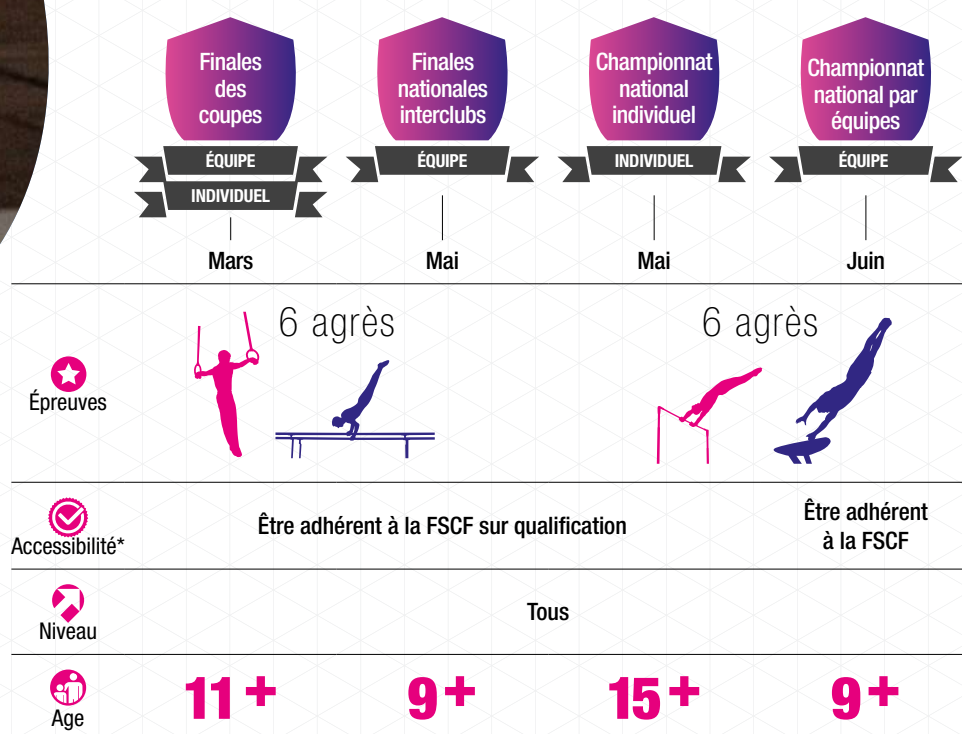 Finales
des
coupes
ÉQUIPE
INDIVIDUEL
Mars
Finales
nationales
interclubs
ÉQUIPE
Mai
Championnat
national
individuel
INDIVIDUEL
Mai
Championnat
national par
équipes
ÉQUIPE
Juin
Épreuves
6 agrès
6 agrès
Accessibilité*
Être adhérent à la FSCF sur qualification
Être adhérent
à la FSCF
Niveau
Tous
Age
11+
9+
15+
9+